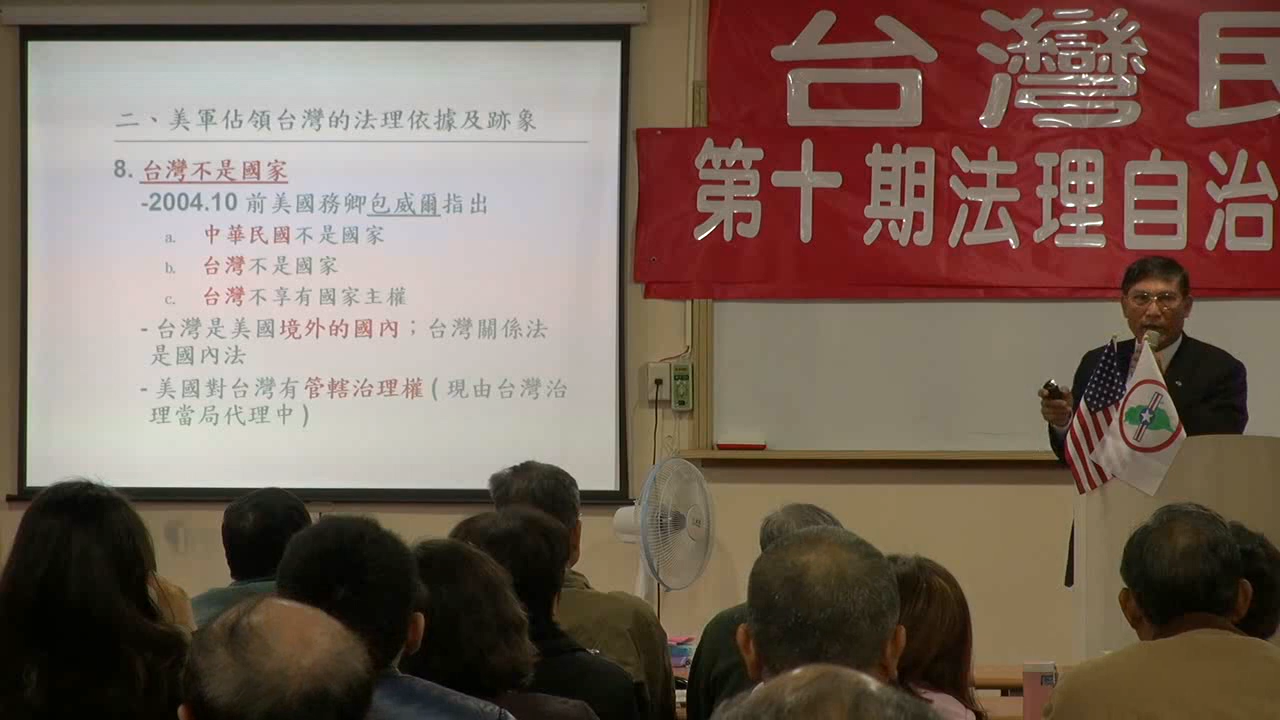 二、美軍佔領台灣的法理依據及跡象
8. 台灣不是國家
-2004.10 前美國務卿包威爾指出
a. 中華民國不是國家
b. 台灣不是國家
c. 台灣不享有國家主權
- 台灣是美國境外的國內；台灣關係法
是國內法
- 美國對台灣有管轄治理權(現由台灣治
理當局代理中)
台灣民
第十期法理自治